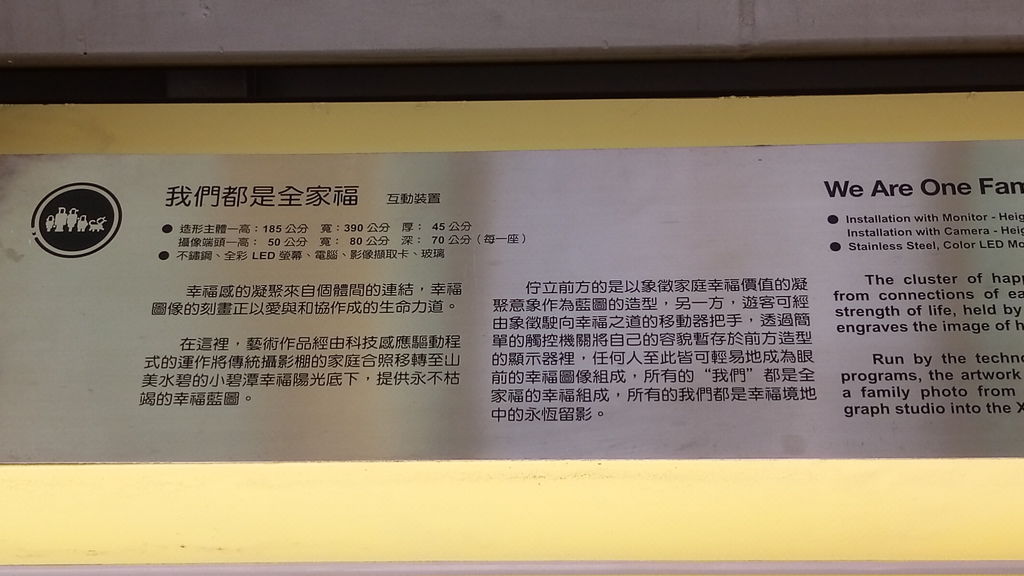 我們都是全家福 互動裝置
● 造形主體一高：185 公分 寬：390 公分 厚：45 公分
攝像端頭一高：50 公分 寬：80 公分 深：70 公分（每一座）
● 不鏽鋼、全彩 LED 螢幕、電腦、影像擷取卡、玻璃
幸福感的凝聚來自個體間的連結，幸福
圖像的刻畫正以愛與和協作成的生命力道。
在這裡，藝術作品經由科技感應驅動程
式的運作將傳統攝影棚的家庭合照移轉至山
美水碧的小碧潭幸福陽光底下，提供永不枯
竭的幸福藍圖。
佇立前方的是以象徵家庭幸福價值的凝
聚意象作為藍圖的造型，另一方，遊客可經
由象徵駛向幸福之道的移動器把手，透過簡
單的觸控機關將自己的容貌暫存於前方造型
的顯示器裡，任何人至此皆可輕易地成為眼
前的幸福圖像組成，所有的“我們”都是全
家福的幸福組成，所有的我們都是幸福境地
中的永恆留影。
We Are One Fam
● Installation with Monitor - Heig
Installation with Camera - Heig
● Stainless Steel, Color LED Mo
The cluster of happ
from connections of ea
strength of life, held by
engraves the image of h
Run by the techno
programs, the artwork
a family photo from
graph studio into the X